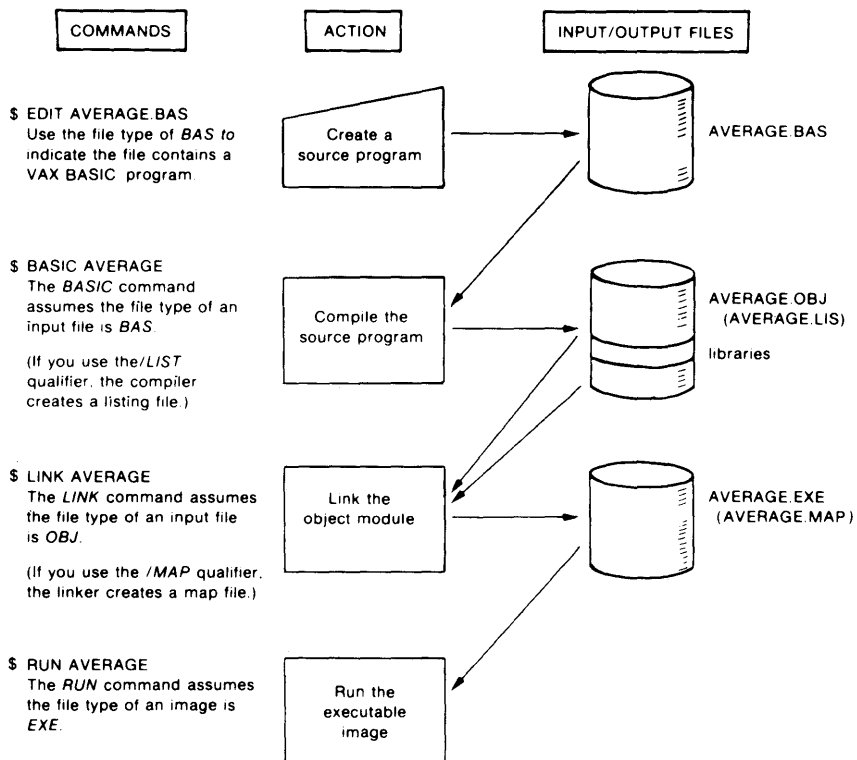 COMMANDS
ACTION
INPUT/OUTPUT FILES
$ EDIT AVERAGE.BAS
Use the file type of BAS to
indicate the file contains a
VAX BASIC program.
Create a
source program
AVERAGE.BAS
$ BASIC AVERAGE
The BASIC command
assumes the file type of an
input file is BAS.
(If you use the /LIST
qualifier, the compiler
creates a listing file.)
Compile the
source program
AVERAGE.OBJ
(AVERAGE.LIS)
libraries
$ LINK AVERAGE
The LINK command assumes
the file type of an input file
is OBJ.
(If you use the /MAP qualifier,
the linker creates a map file.)
Link the
object module
AVERAGE.EXE
(AVERAGE.MAP)
$ RUN AVERAGE
The RUN command assumes
the file type of an image is
EXE.
Run the
executable
image